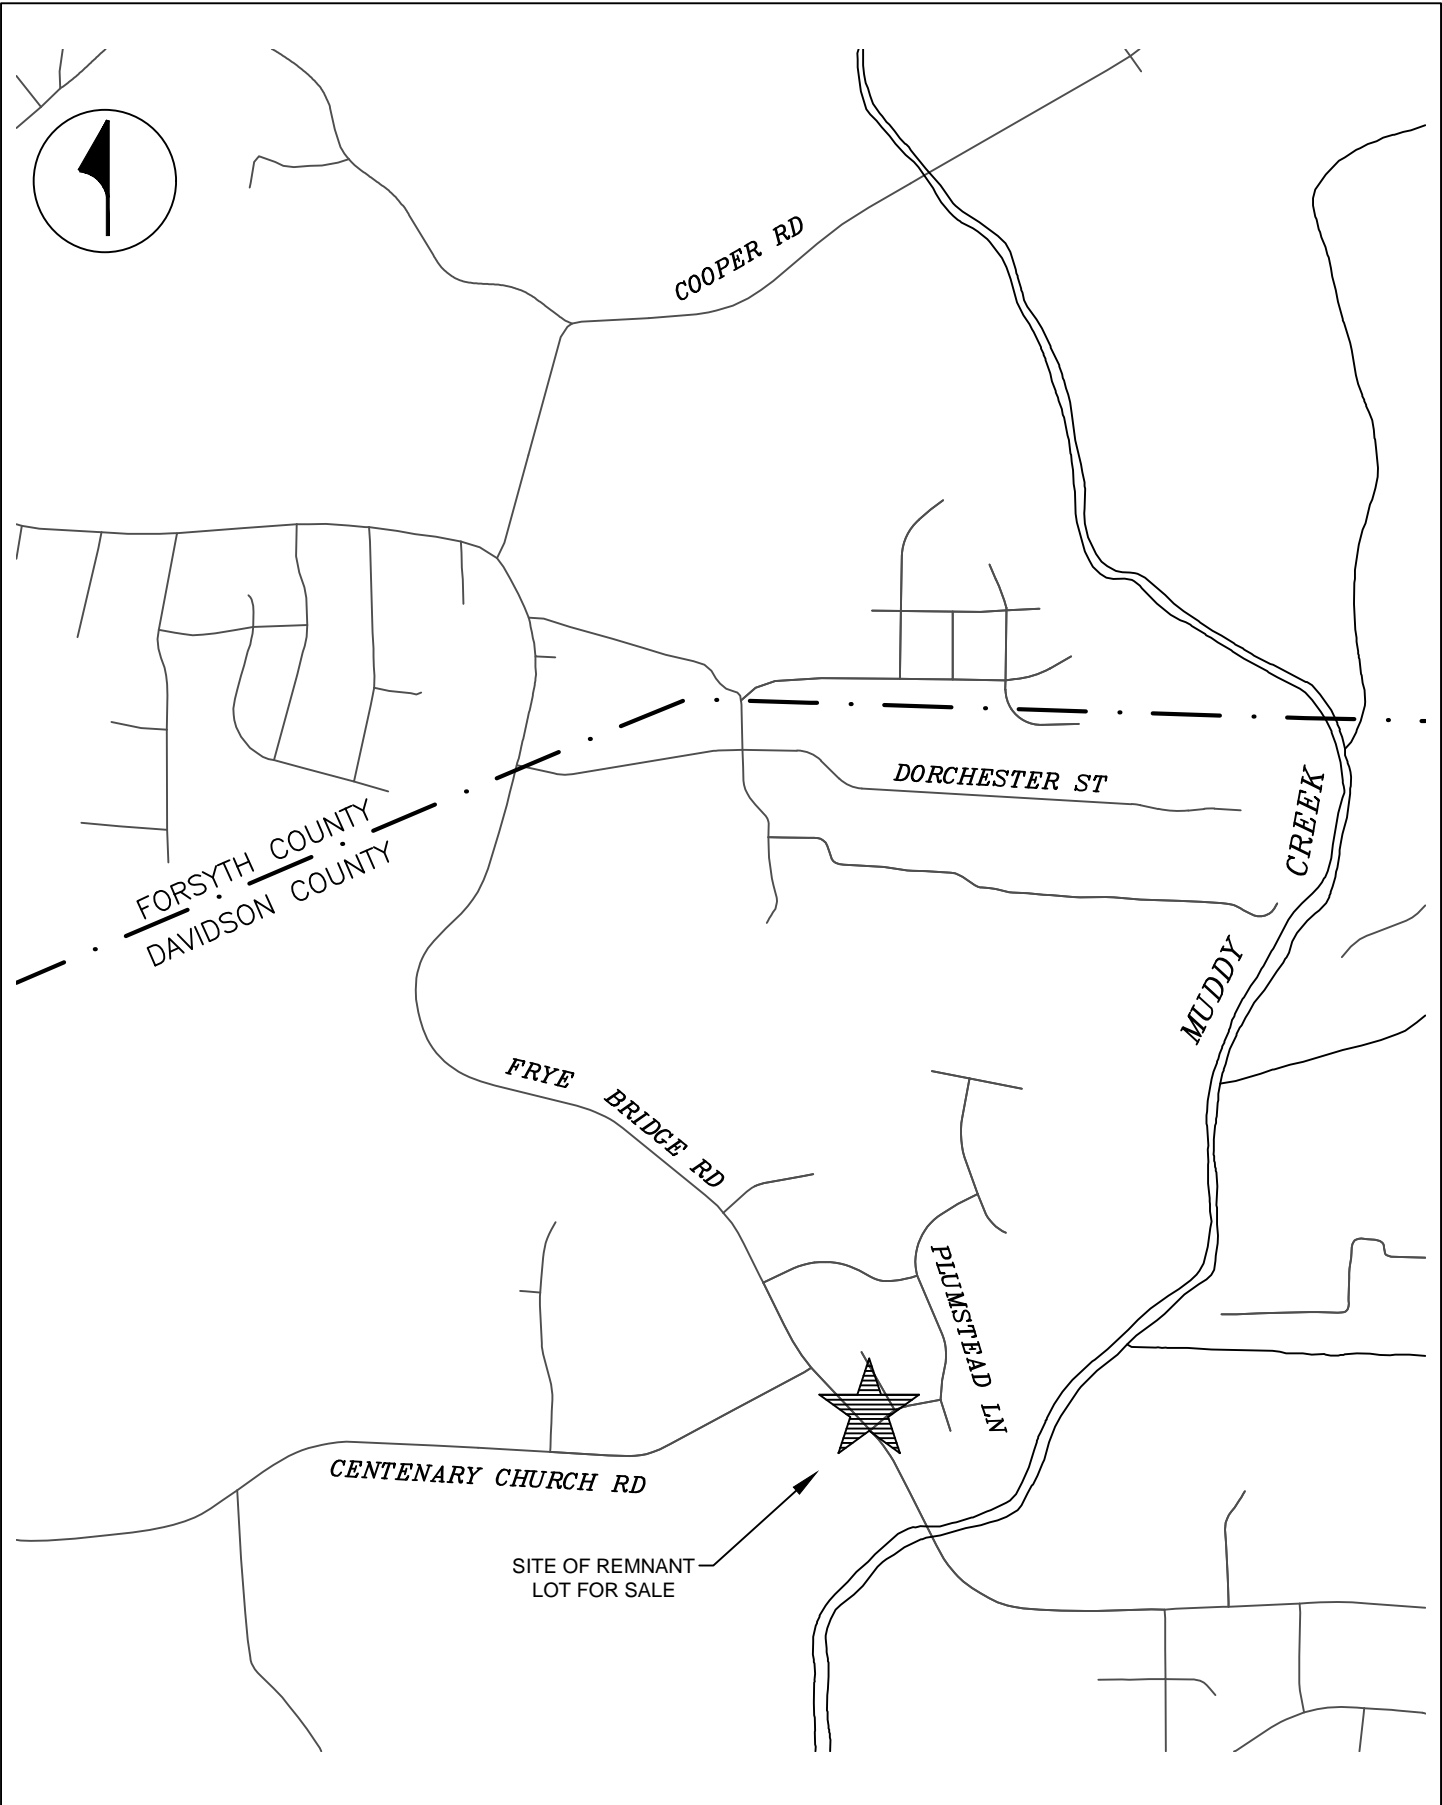 COOPER RD
DORCHESTER ST
FORSYTH COUNTY
DAVIDSON COUNTY
MUDDY CREEK
FRYE BRIDGE RD
PLUMSTEAD LN
CENTENARY CHURCH RD
SITE OF REMNANT
LOT FOR SALE